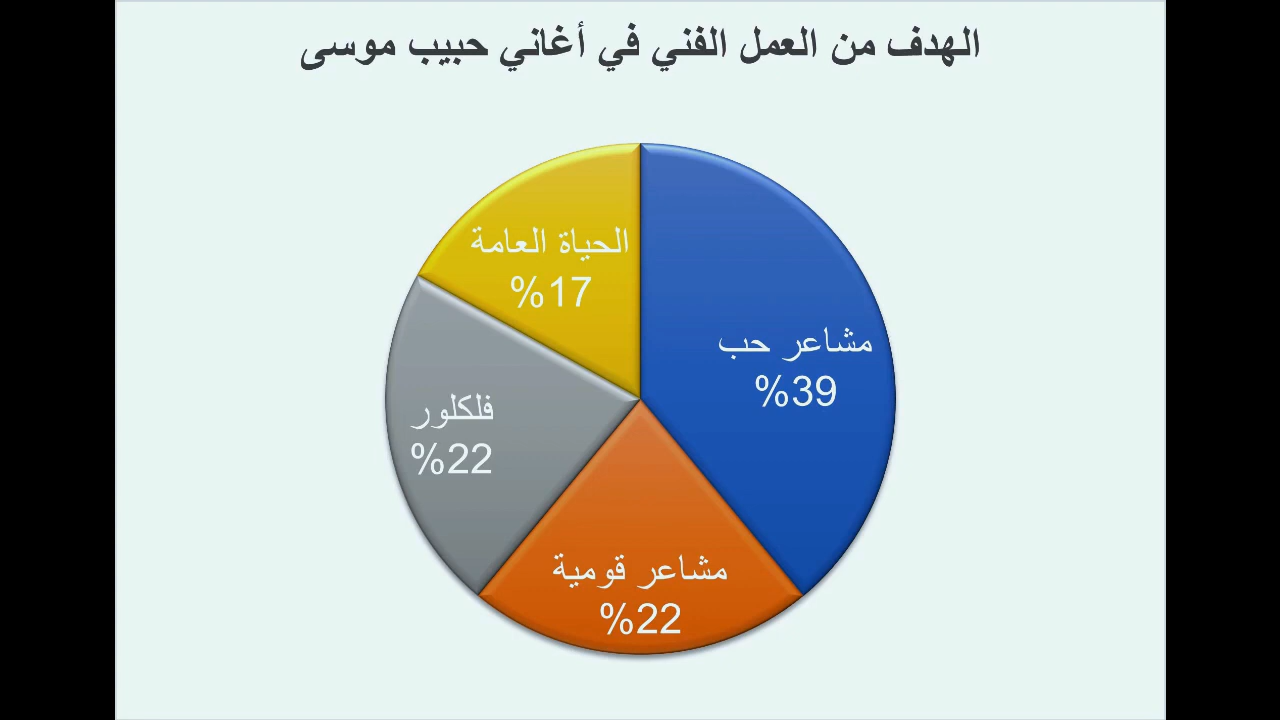 الهدف من العمل الفني في أغاني حبيب موسى
مشاعر حب
%39
مشاعر قومية
%22
فلكلور
%22
الحياة العامة
%17